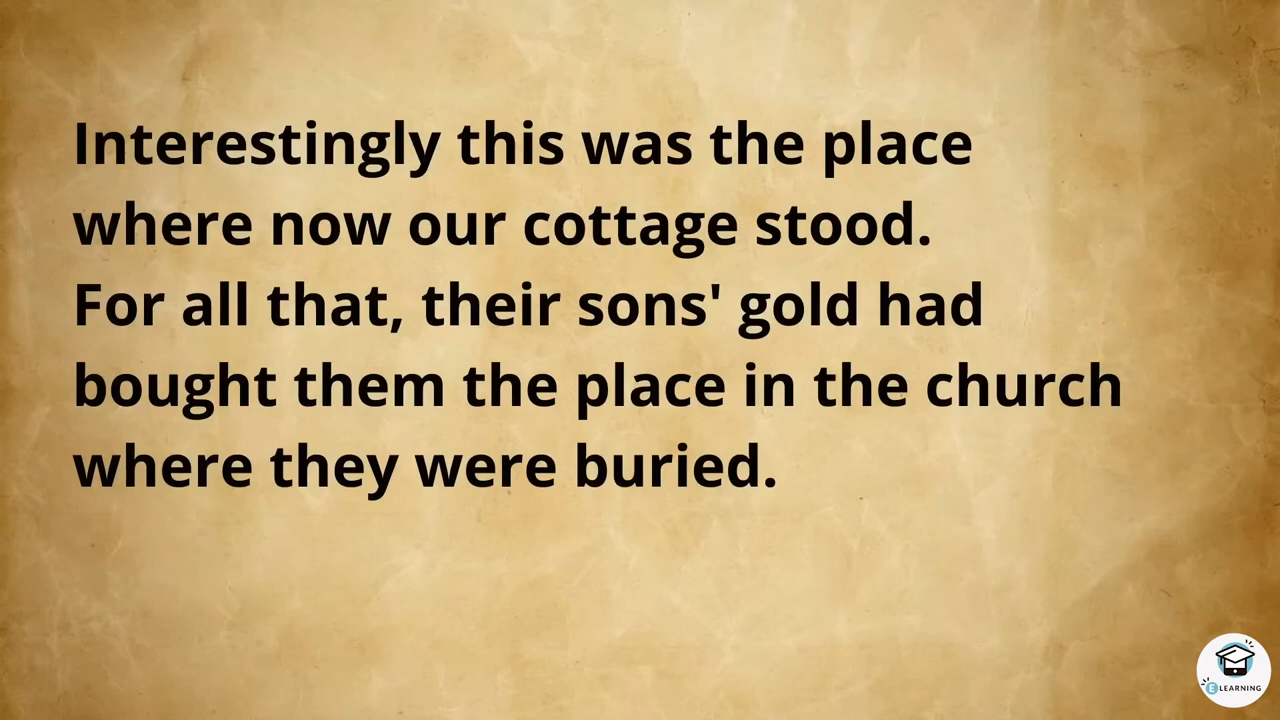 Interestingly this was the place
where now our cottage stood.
For all that, their sons' gold had
bought them the place in the church
where they were buried.
E LEARNING